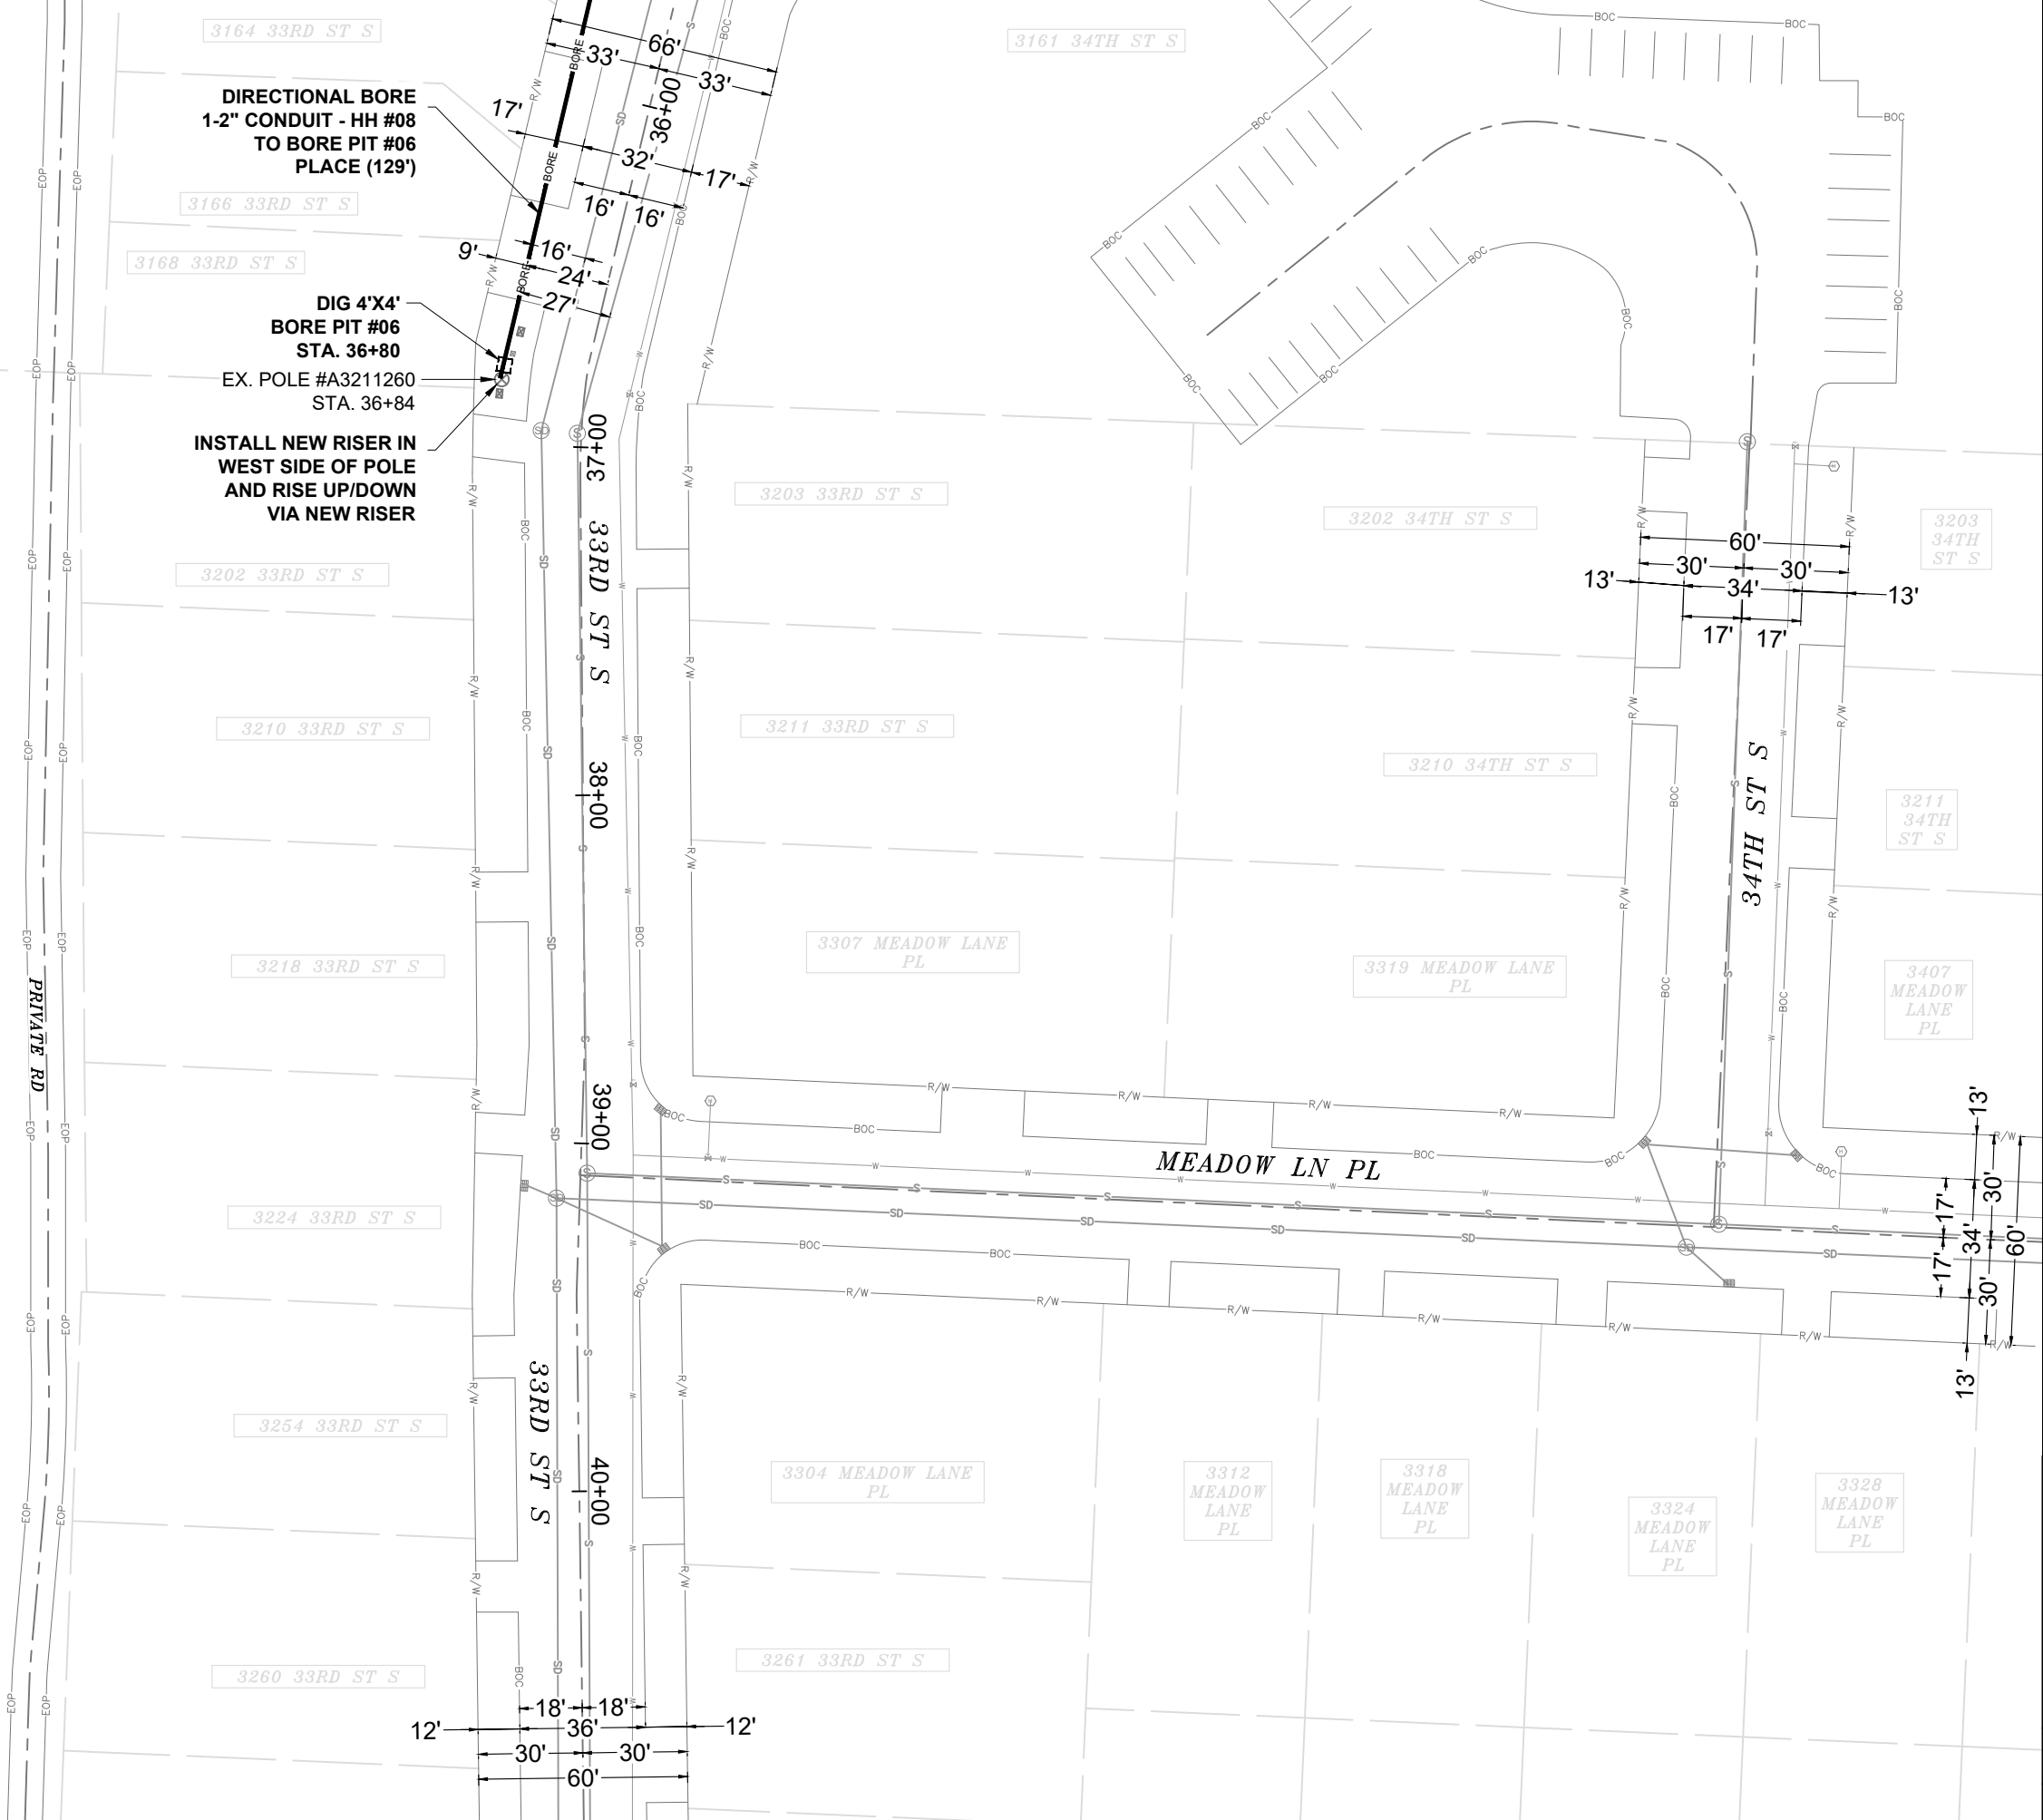 3164 33RD ST S
3161 34TH ST S
DIRECTIONAL BORE
1-2" CONDUIT - HH #08
TO BORE PIT #06
PLACE (129')
BORE
BORE
BORE
66'
33'
33'
36+00
17'
32'
17'
16'
16'
9'
16'
24'
27'
3166 33RD ST S
3168 33RD ST S
DIG 4'X4'
BORE PIT #06
STA. 36+80
EX. POLE #A3211260
STA. 36+84
INSTALL NEW RISER IN
WEST SIDE OF POLE
AND RISE UP/DOWN
VIA NEW RISER
37+00
33RD ST S
3203 33RD ST S
3202 34TH ST S
3203
34TH
ST S
60'
30'
30'
13'
34'
13'
17'
17'
3202 33RD ST S
3210 33RD ST S
3211 33RD ST S
3210 34TH ST S
34TH ST S
3211
34TH
ST S
38+00
3218 33RD ST S
3307 MEADOW LANE
PL
3319 MEADOW LANE
PL
3407
MEADOW
LANE
PL
PRIVATE RD
39+00
MEADOW LN PL
3224 33RD ST S
13'
30'
17'
34'
60'
17'
30'
13'
33RD ST S
3254 33RD ST S
40+00
3304 MEADOW LANE
PL
3312
MEADOW
LANE
PL
3318
MEADOW
LANE
PL
3324
MEADOW
LANE
PL
3328
MEADOW
LANE
PL
3260 33RD ST S
3261 33RD ST S
18'
18'
12'
36'
12'
30'
30'
60'
EOP
R/W
BOC
SD
S
W